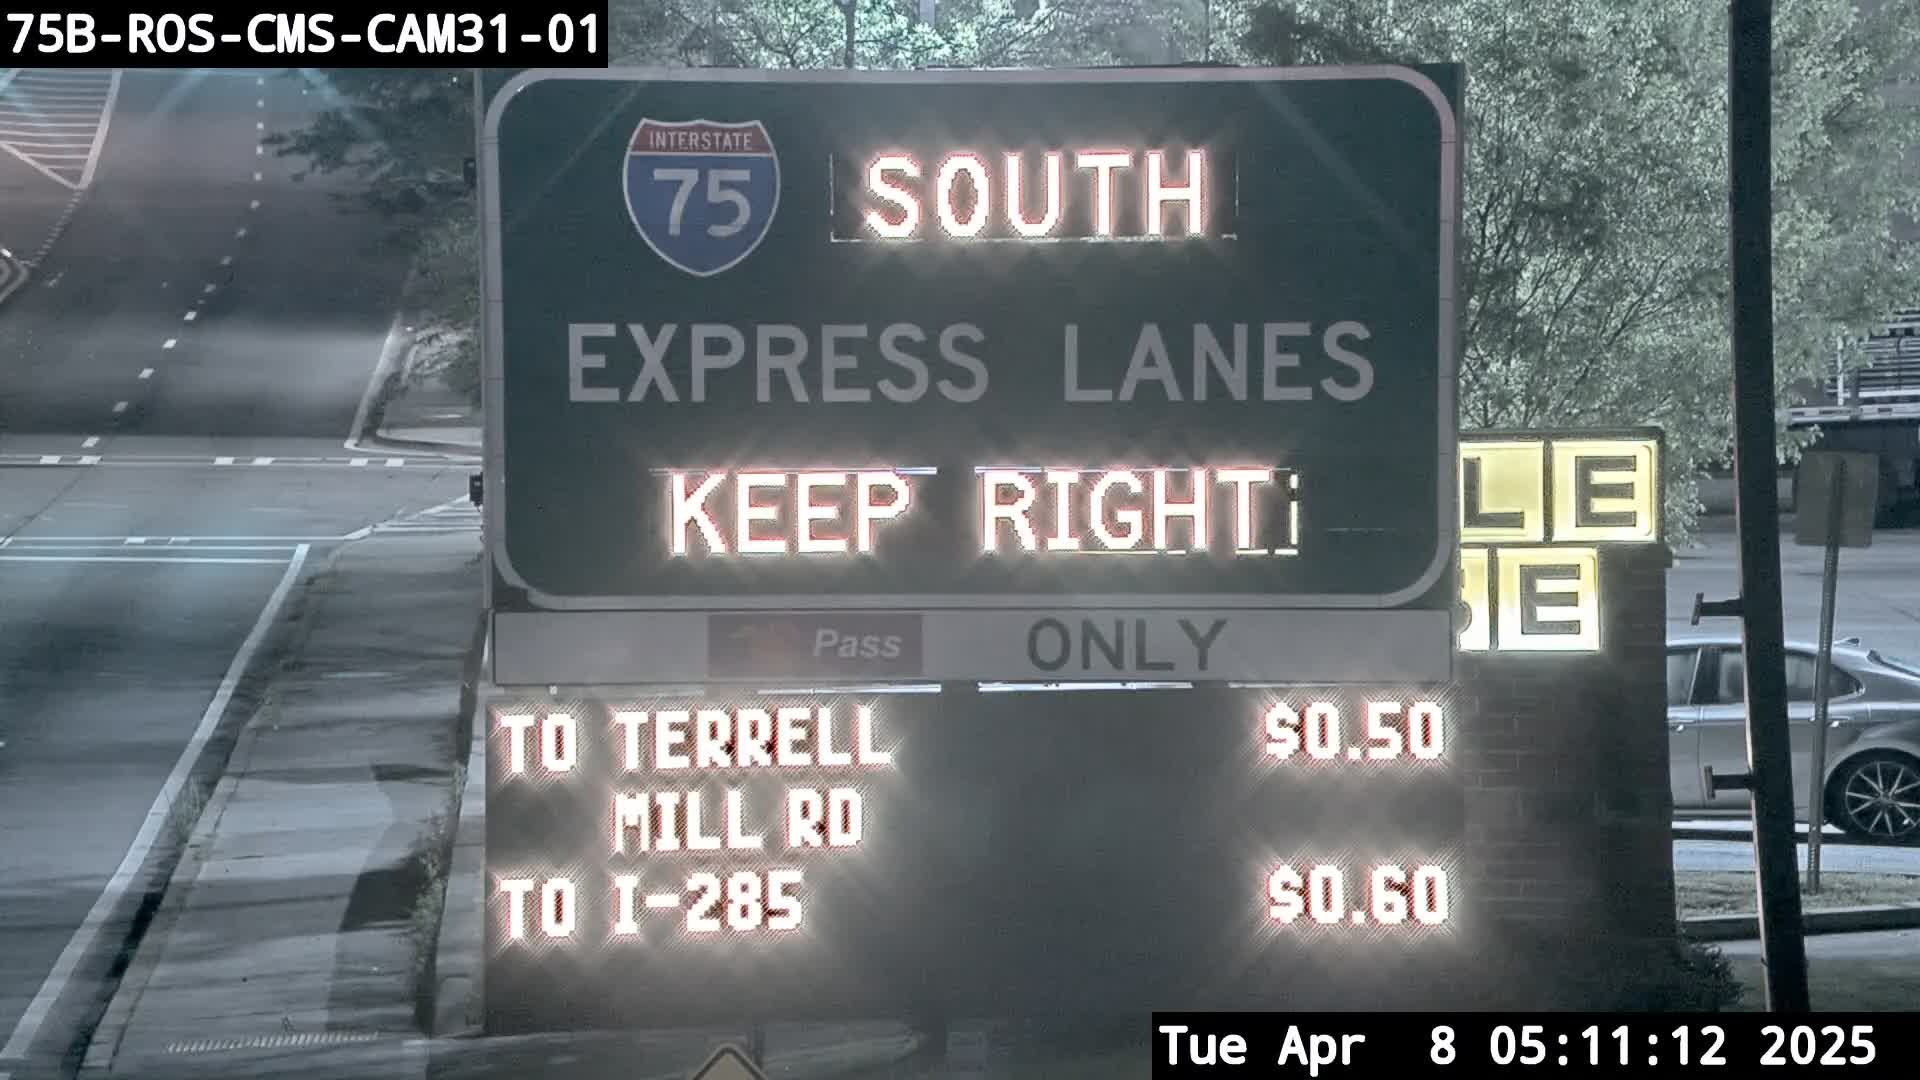 75B-ROS-CMS-CAM31-01
INTERSTATE
75
SOUTH
EXPRESS LANES
KEEP RIGHT
Pass ONLY
LE
E
TO TERRELL $0.50
MILL RD
TO I-285 $0.60
Tue Apr 8 05:11:12 2025